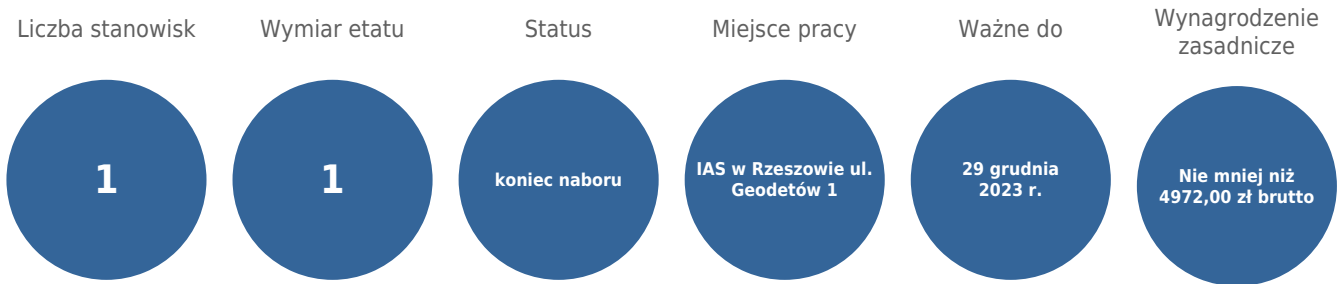 Liczba stanowisk
1
Wymiar etatu
1
Status
koniec naboru
Miejsce pracy
IAS w Rzeszowie ul.
Geodetów 1
Ważne do
29 grudnia
2023 r.
Wynagrodzenie
zasadnicze
Nie mniej niż
4972,00 zł brutto